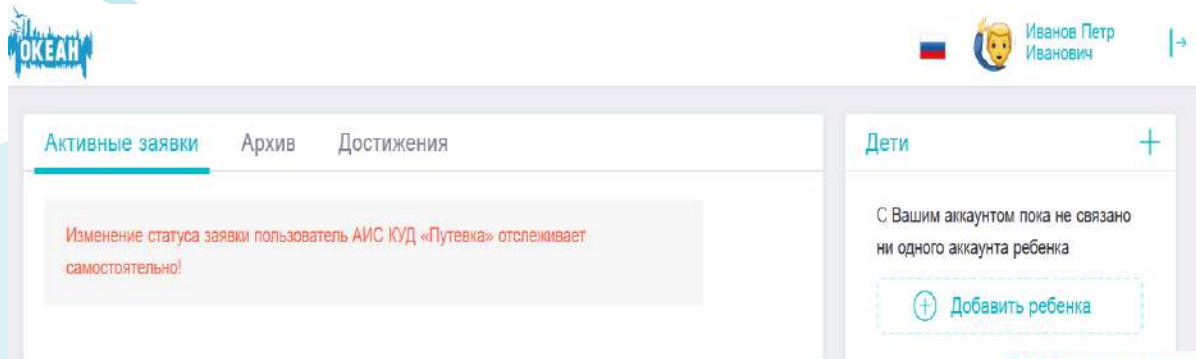 ОКЕАН
Иванов Петр
Иванович
Активные заявки Архив Достижения
Изменение статуса заявки пользователь АИС КУД «Путевка» отслеживает
самостоятельно!
Дети
С Вашим аккаунтом пока не связано
ни одного аккаунта ребенка
Добавить ребенка